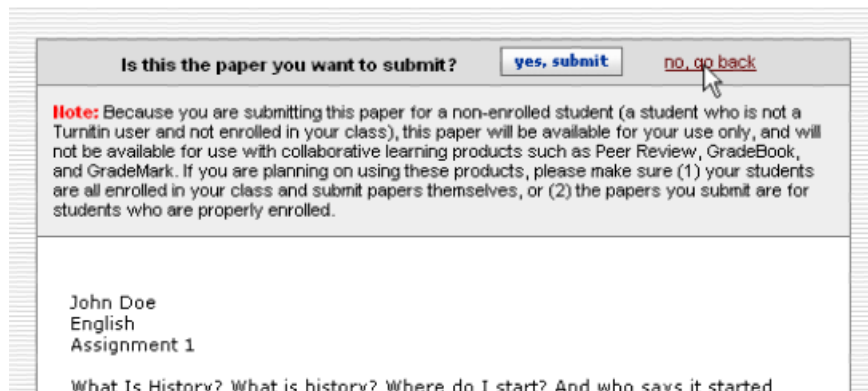 Is this the paper you want to submit? yes, submit no, go back
Note: Because you are submitting this paper for a non-enrolled student (a student who is not a
Turnitin user and not enrolled in your class), this paper will be available for your use only, and will
not be available for use with collaborative learning products such as Peer Review, GradeBook,
and GradeMark. If you are planning on using these products, please make sure (1) your students
are all enrolled in your class and submit papers themselves, or (2) the papers you submit are for
students who are properly enrolled.
John Doe
English
Assignment 1
What Is History? What is history? Where do I start? And who says it started